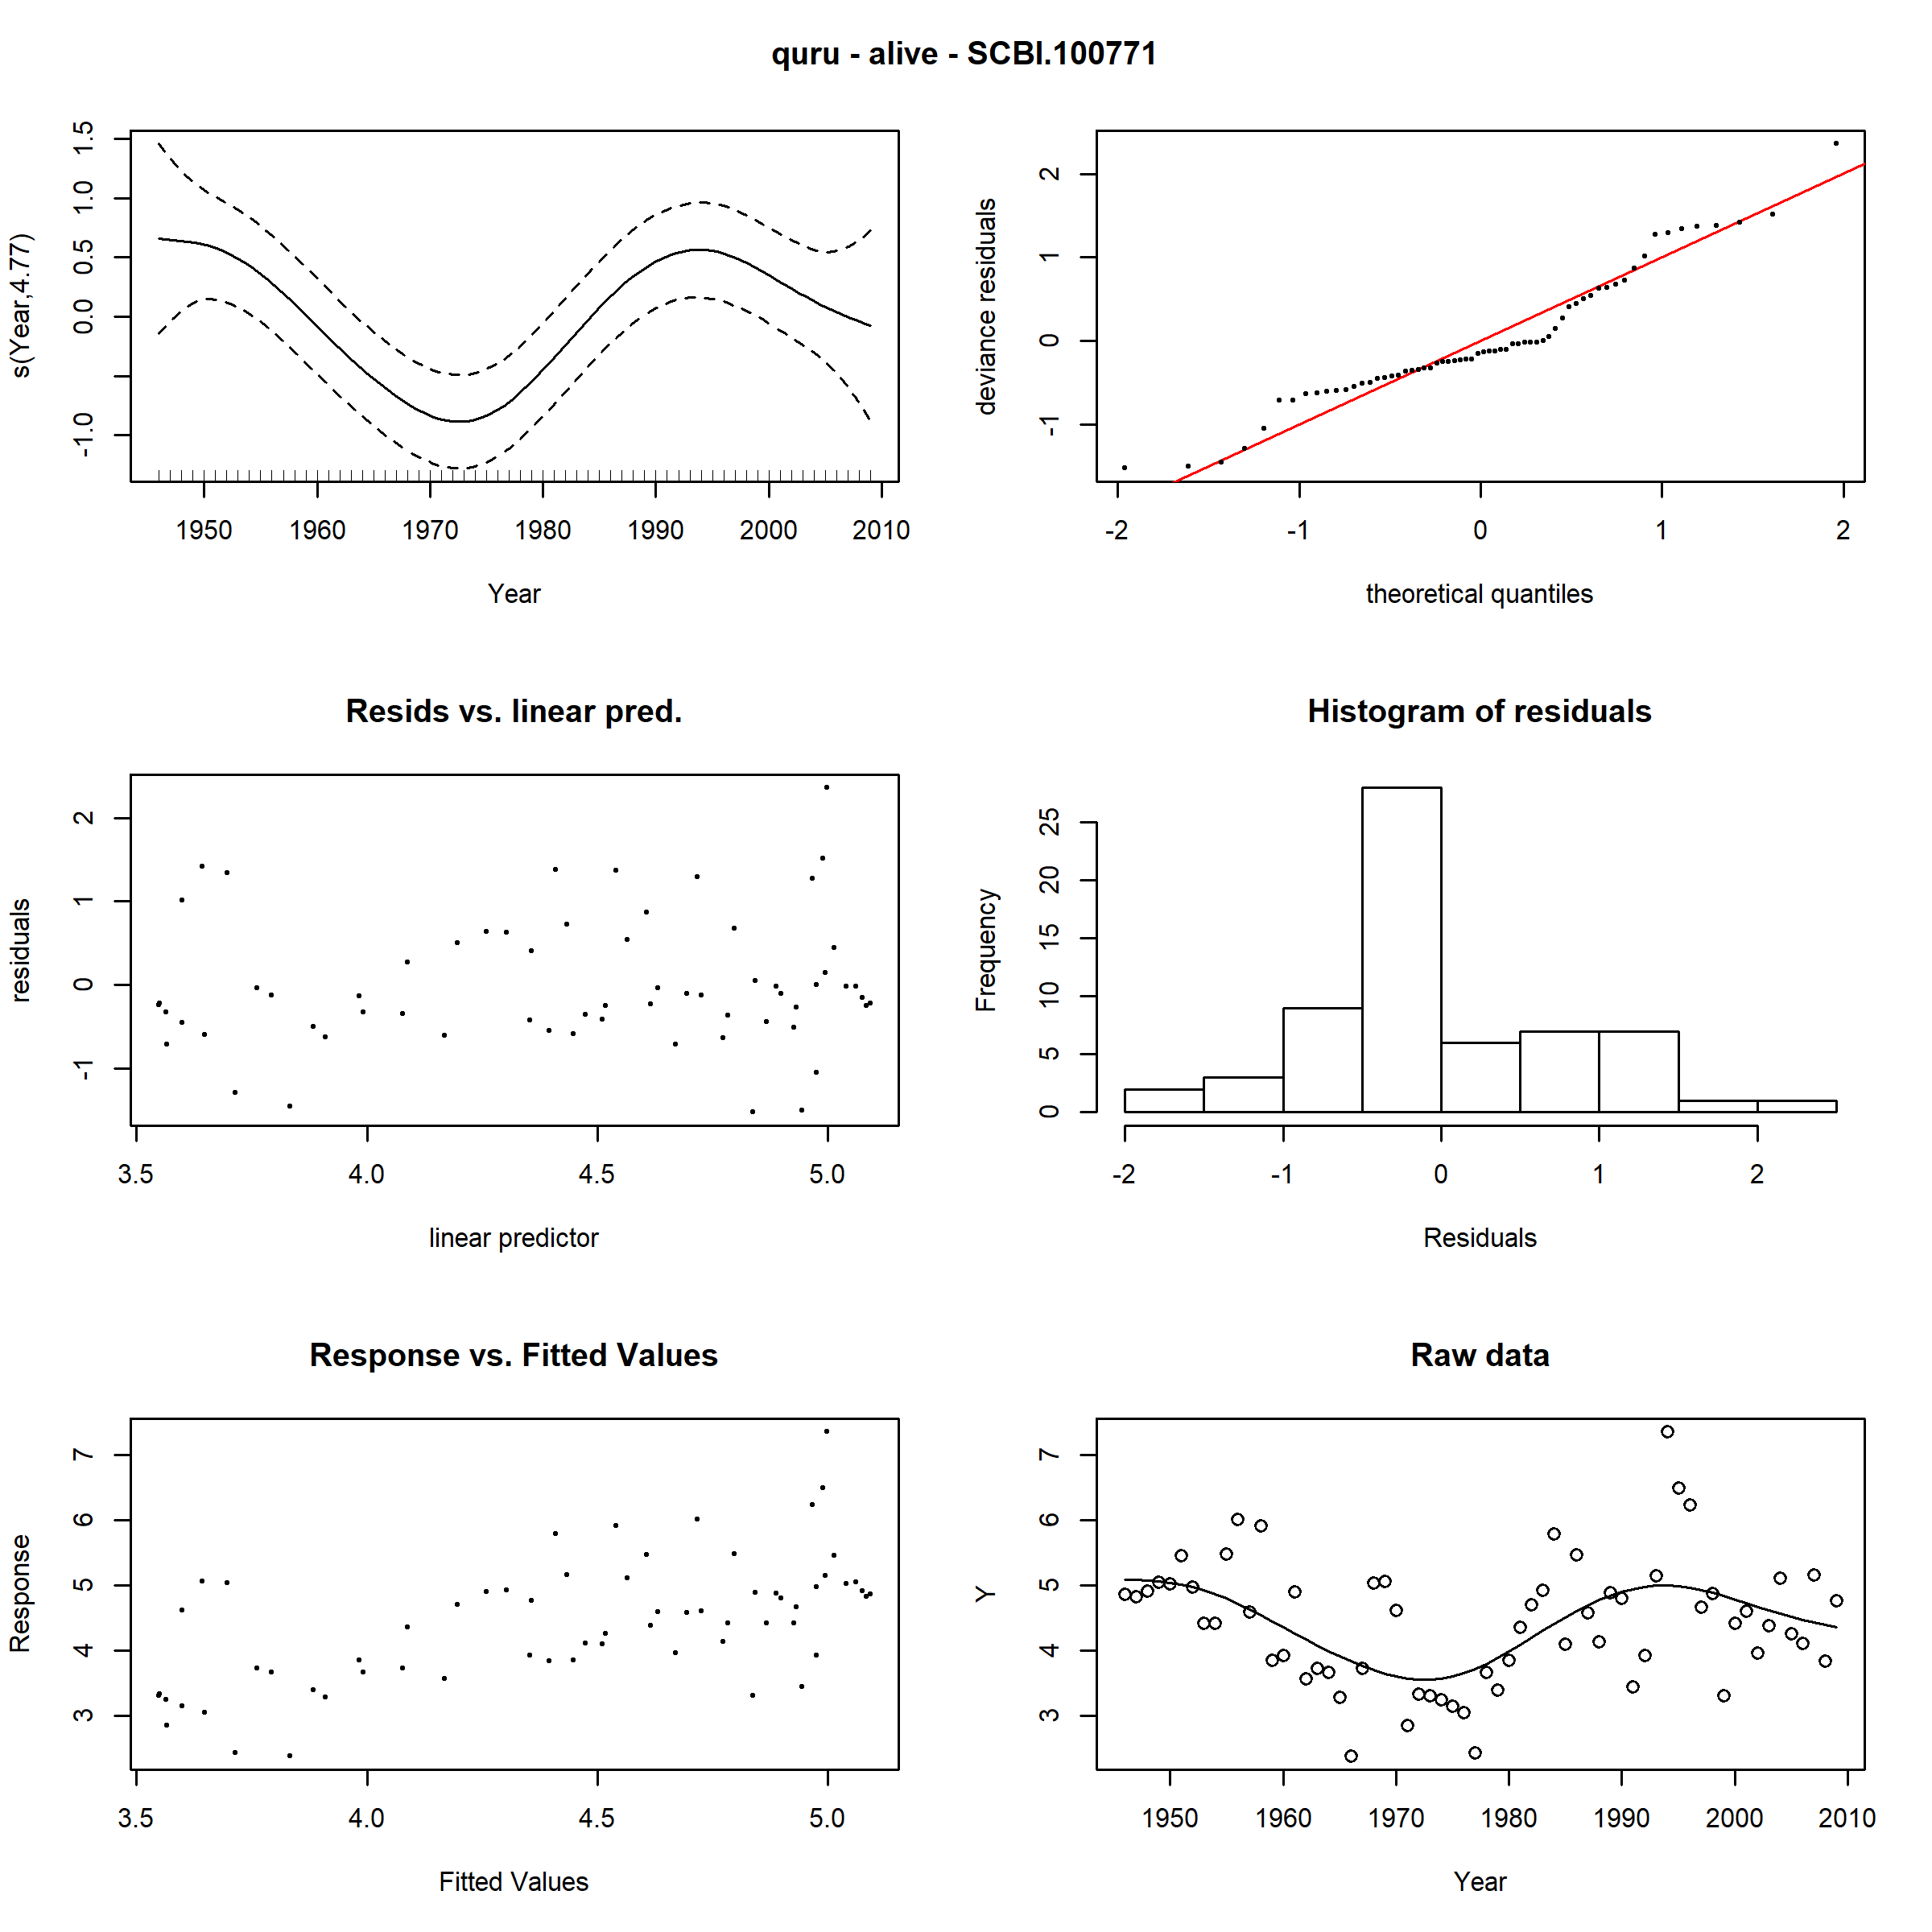 quru - alive - SCBI.100771
s(Year,4.77)
-1.0 0.0 0.5 1.0 1.5
1950 1960 1970 1980 1990 2000 2010
Year
deviance residuals
-1 0 1 2
-2 -1 0 1 2
theoretical quantiles
Resids vs. linear pred.
residuals
-1 0 1 2
3.5 4.0 4.5 5.0
linear predictor
Histogram of residuals
Frequency
0 5 10 15 20 25
-2 -1 0 1 2
Residuals
Response vs. Fitted Values
Response
3 4 5 6 7
3.5 4.0 4.5 5.0
Fitted Values
Raw data
Y
3 4 5 6 7
1950 1960 1970 1980 1990 2000 2010
Year